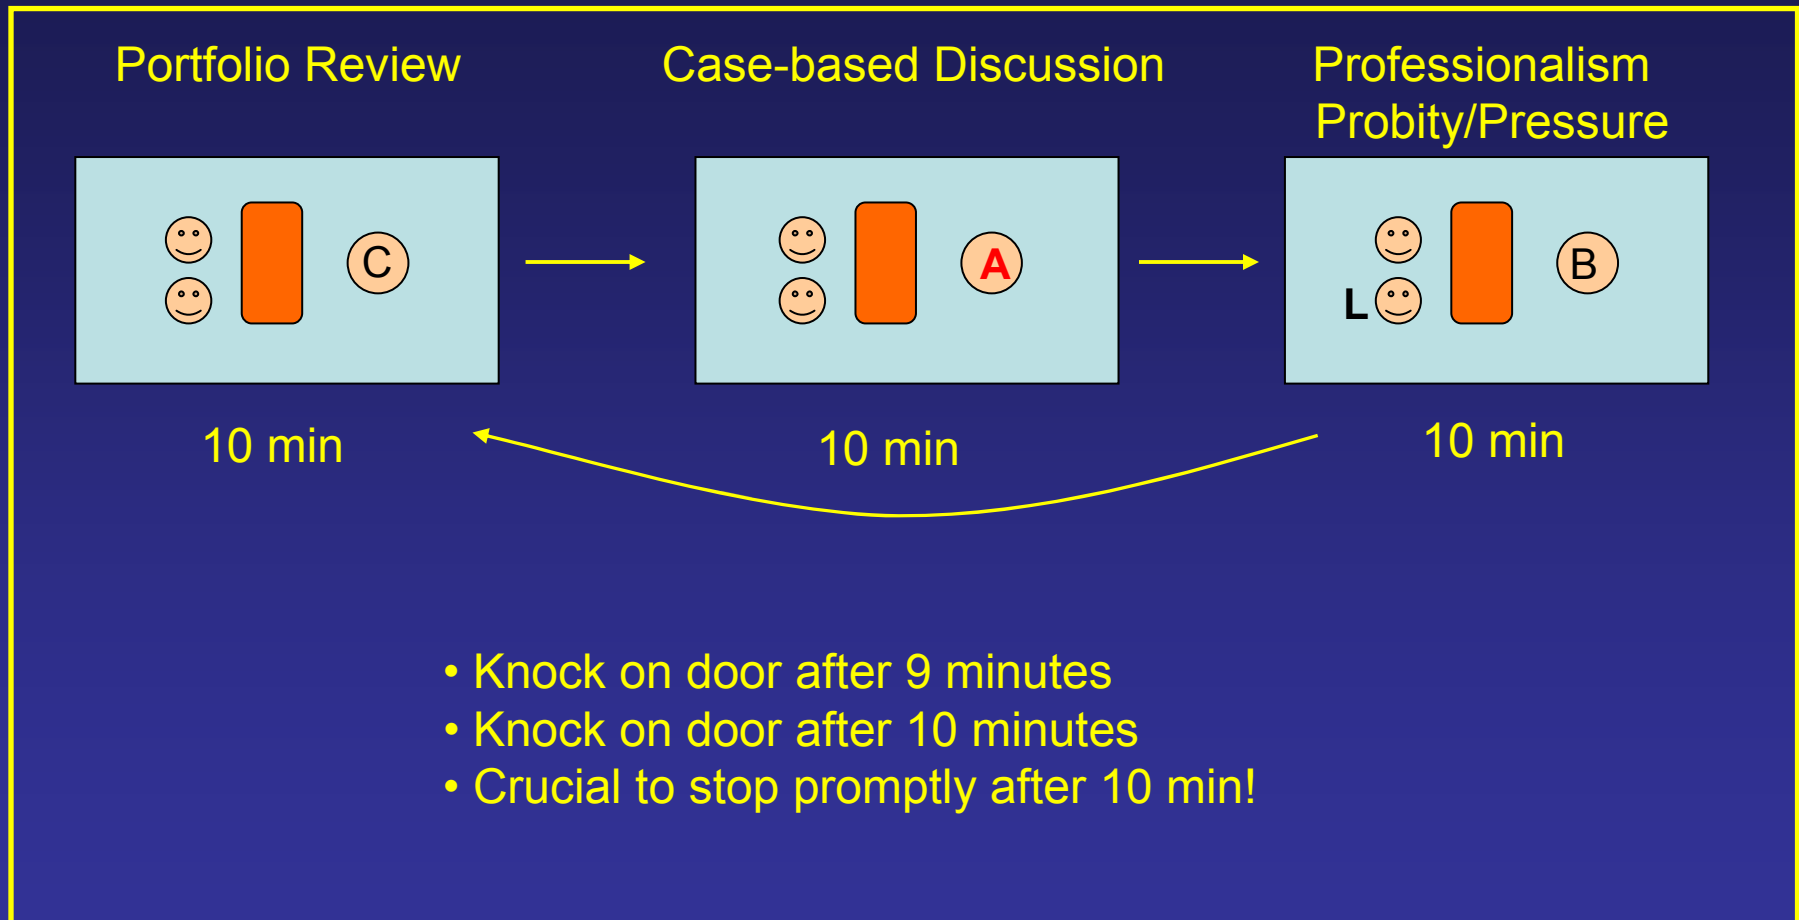 Portfolio Review
Case-based Discussion
Professionalism
Probity/Pressure
C
A
B
L
10 min
10 min
10 min
• Knock on door after 9 minutes
• Knock on door after 10 minutes
• Crucial to stop promptly after 10 min!